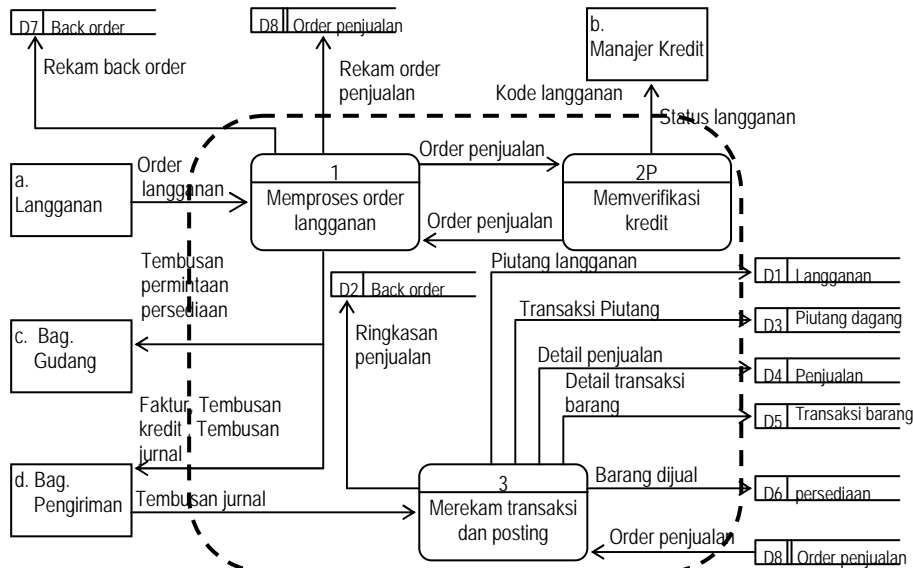 D7 Back order
D8 Order penjualan
b.
Manajer Kredit
Rekam back order
Rekam order
penjualan
Kode langganan
Status langganan
a.
Langganan
Order
langganan
1
Memproses order
langganan
Order penjualan
Order penjualan
2P
Memverifikasi
kredit
Tembusan
permintaan
persediaan
D2 Back order
Ringkasan
penjualan
Piutang langganan
D1 Langganan
Transaksi Piutang
D3 Piutang dagang
c. Bag.
Gudang
Detail penjualan
D4 Penjualan
Detail transaksi
barang
D5 Transaksi barang
Faktur, Tembusan
kredit, Tembusan
jurnal
d. Bag.
Pengiriman
Tembusan jurnal
3
Merekam transaksi
dan posting
Barang dijual
D6 persediaan
Order penjualan
D8 Order penjualan